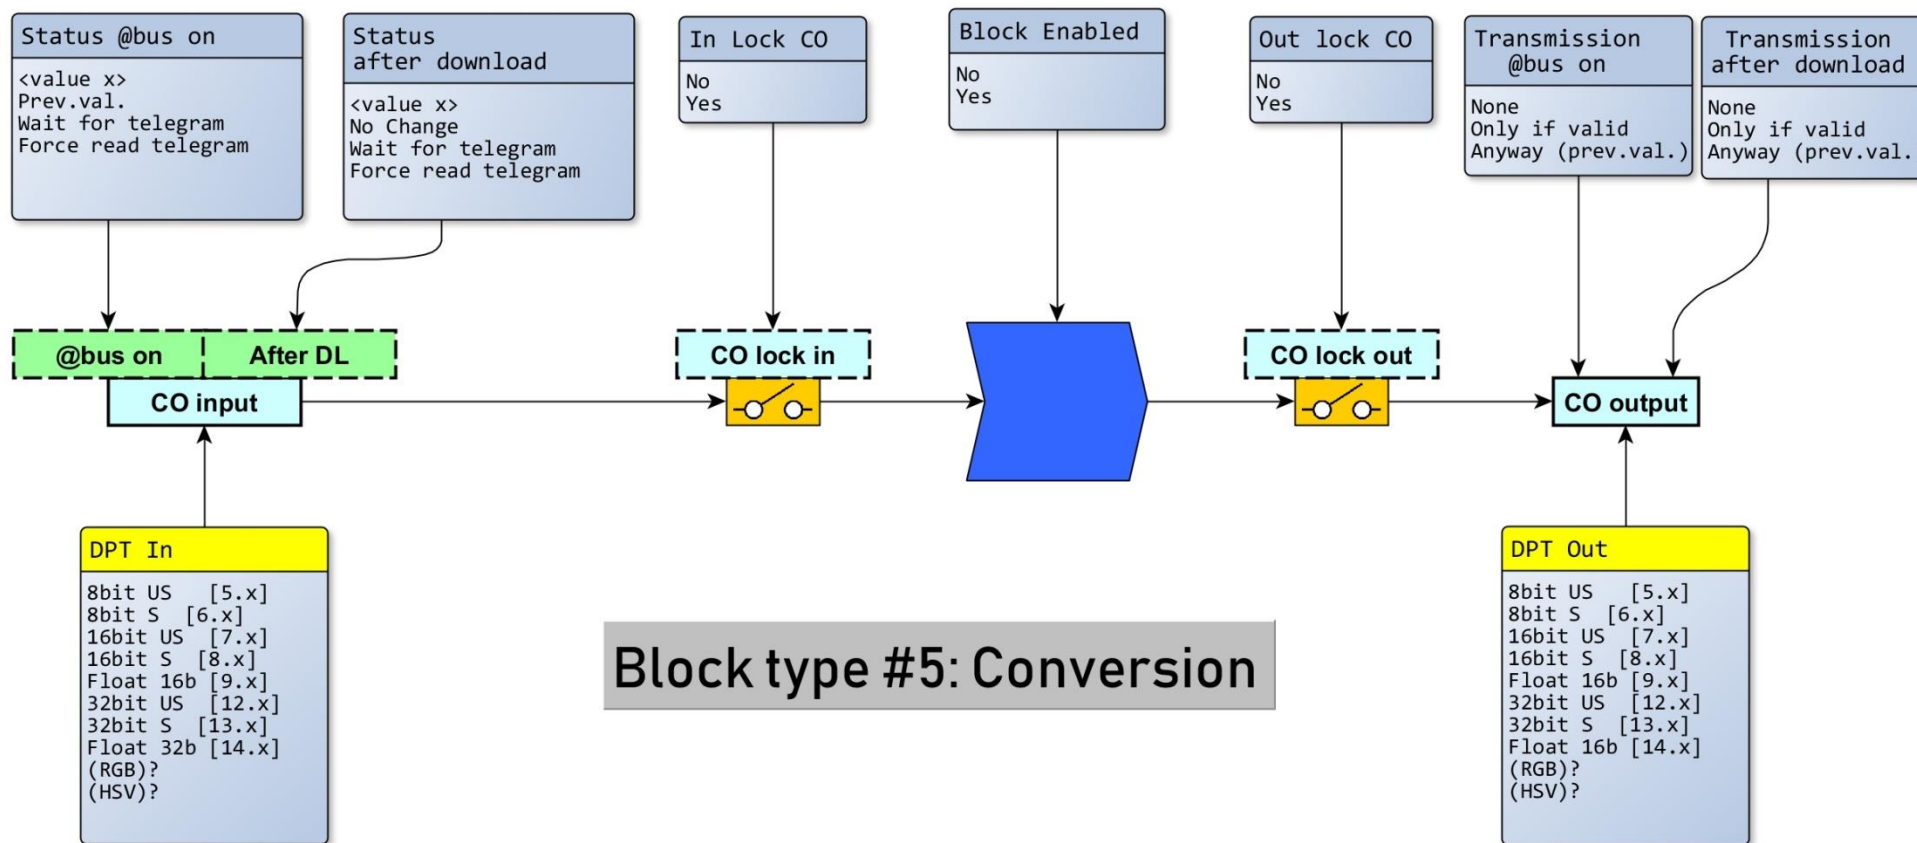 Status @bus on
<value x>
Prev.val.
Wait for telegram
Force read telegram
Status
after download
<value x>
No Change
Wait for telegram
Force read telegram
In Lock CO
No
Yes
Block Enabled
No
Yes
Out lock CO
No
Yes
Transmission
@bus on
None
Only if valid
Anyway (prev.val.)
Transmission
after download
None
Only if valid
Anyway (prev.val.
@bus on
After DL
CO input
CO lock in
CO lock out
CO output
DPT In
8bit US [5.x]
8bit S [6.x]
16bit US [7.x]
16bit S [8.x]
Float 16b [9.x]
32bit US [12.x]
32bit S [13.x]
Float 32b [14.x]
(RGB)?
(HSV)?
Block type #5: Conversion
DPT Out
8bit US [5.x]
8bit S [6.x]
16bit US [7.x]
16bit S [8.x]
Float 16b [9.x]
32bit US [12.x]
32bit S [13.x]
Float 16b [14.x]
(RGB)?
(HSV)?